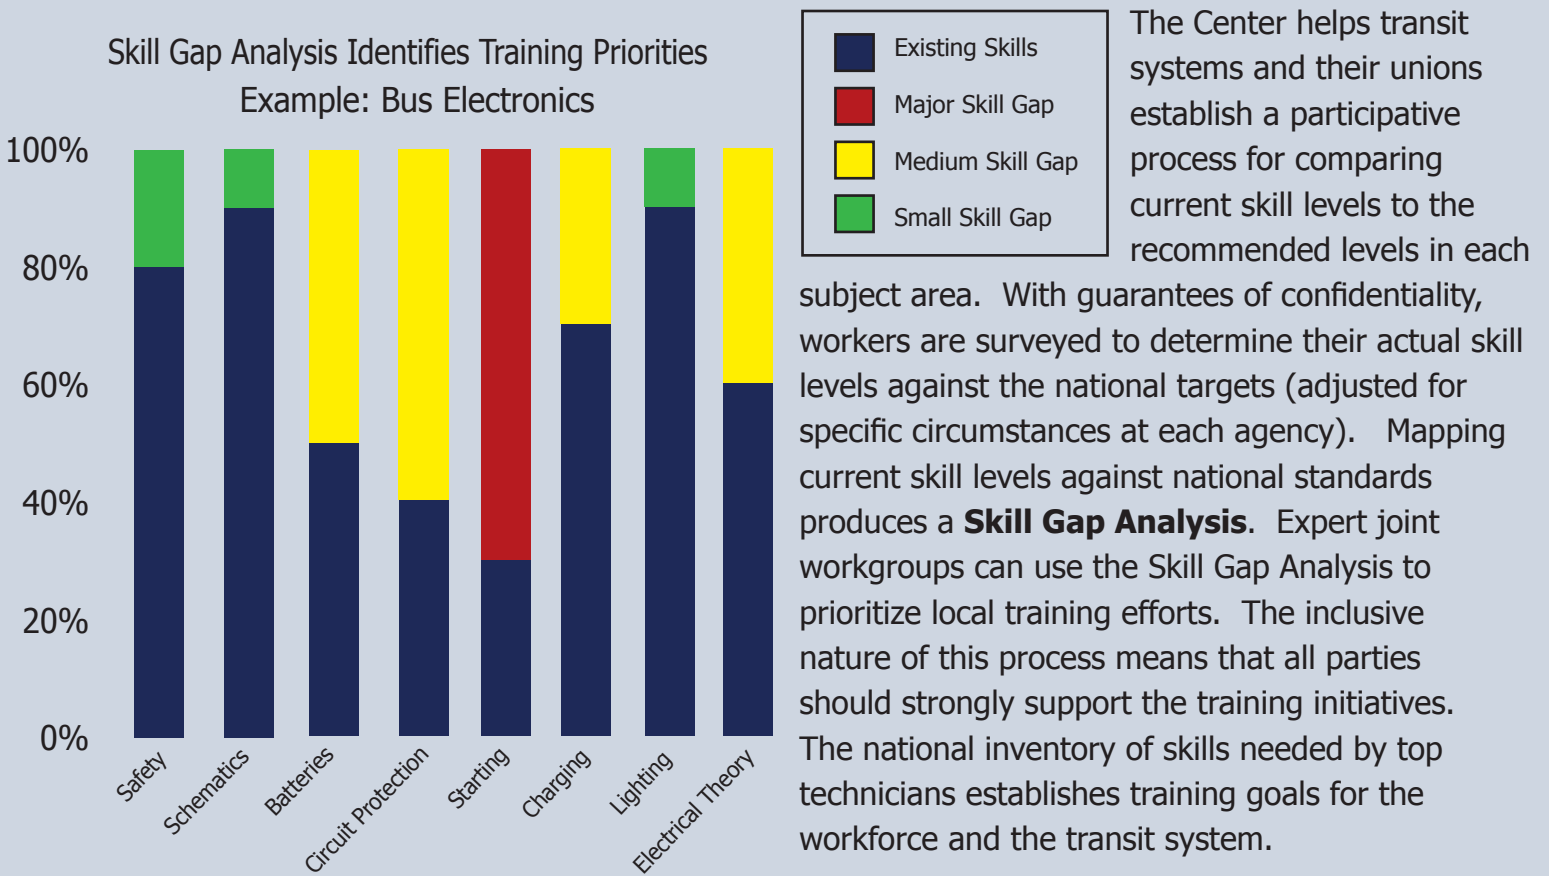 Skill Gap Analysis Identifies Training Priorities
Example: Bus Electronics
100%
80%
60%
40%
20%
0%
Safety
Schematics
Batteries
Circuit Protection
Starting
Charging
Lighting
Electrical Theory
Existing Skills
Major Skill Gap
Medium Skill Gap
Small Skill Gap
The Center helps transit
systems and their unions
establish a participative
process for comparing
current skill levels to the
recommended levels in each
subject area.  With guarantees of confidentiality,
workers are surveyed to determine their actual skill
levels against the national targets (adjusted for
specific circumstances at each agency).   Mapping
current skill levels against national standards
produces a Skill Gap Analysis.  Expert joint
workgroups can use the Skill Gap Analysis to
prioritize local training efforts.  The inclusive
nature of this process means that all parties
should strongly support the training initiatives.
The national inventory of skills needed by top
technicians establishes training goals for the
workforce and the transit system.